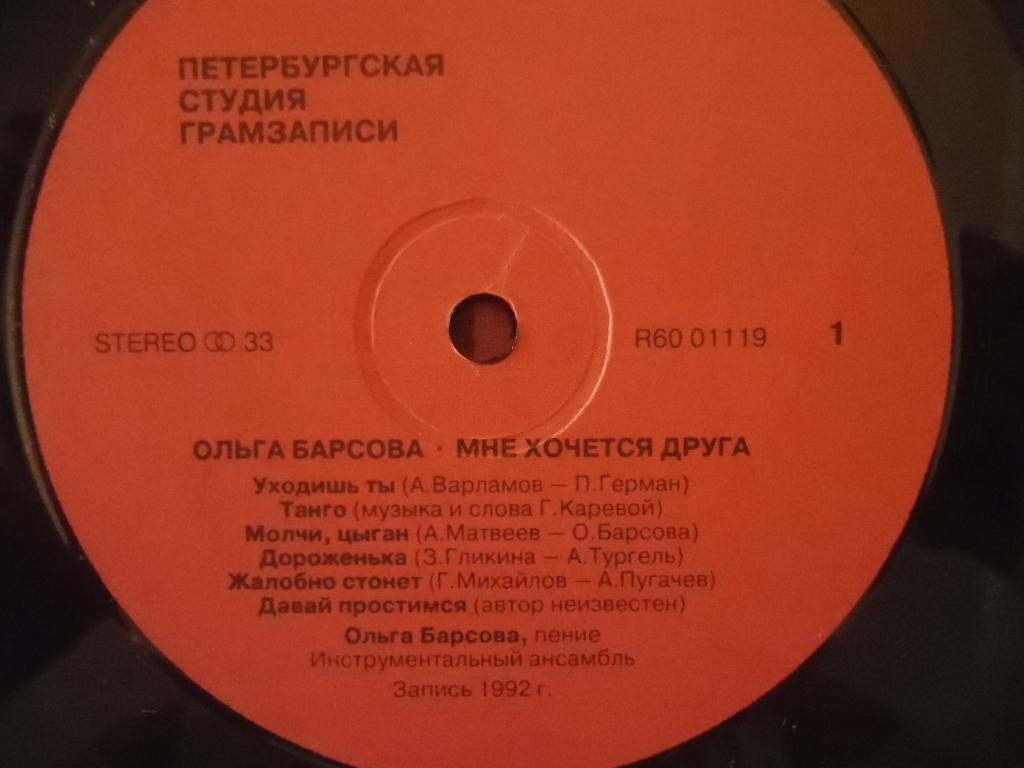 ПЕТЕРБУРГСКАЯ
СТУДИЯ
ГРАМЗАПИСИ
STEREO 33
R60 01119 1
ОЛЬГА БАРСОВА · МНЕ ХОЧЕТСЯ ДРУГА
Уходишь ты (А.Варламов — П.Герман)
Танго (музыка и слова Г.Каревой)
Молчи, цыган (А.Матвеев — О.Барсова)
Дороженька (З.Гликина — А.Тургель)
Жалобно стонет (Г.Михайлов — А.Пугачев)
Давай простимся (автор неизвестен)
Ольга Барсова, пение
Инструментальный ансамбль
Запись 1992 г.